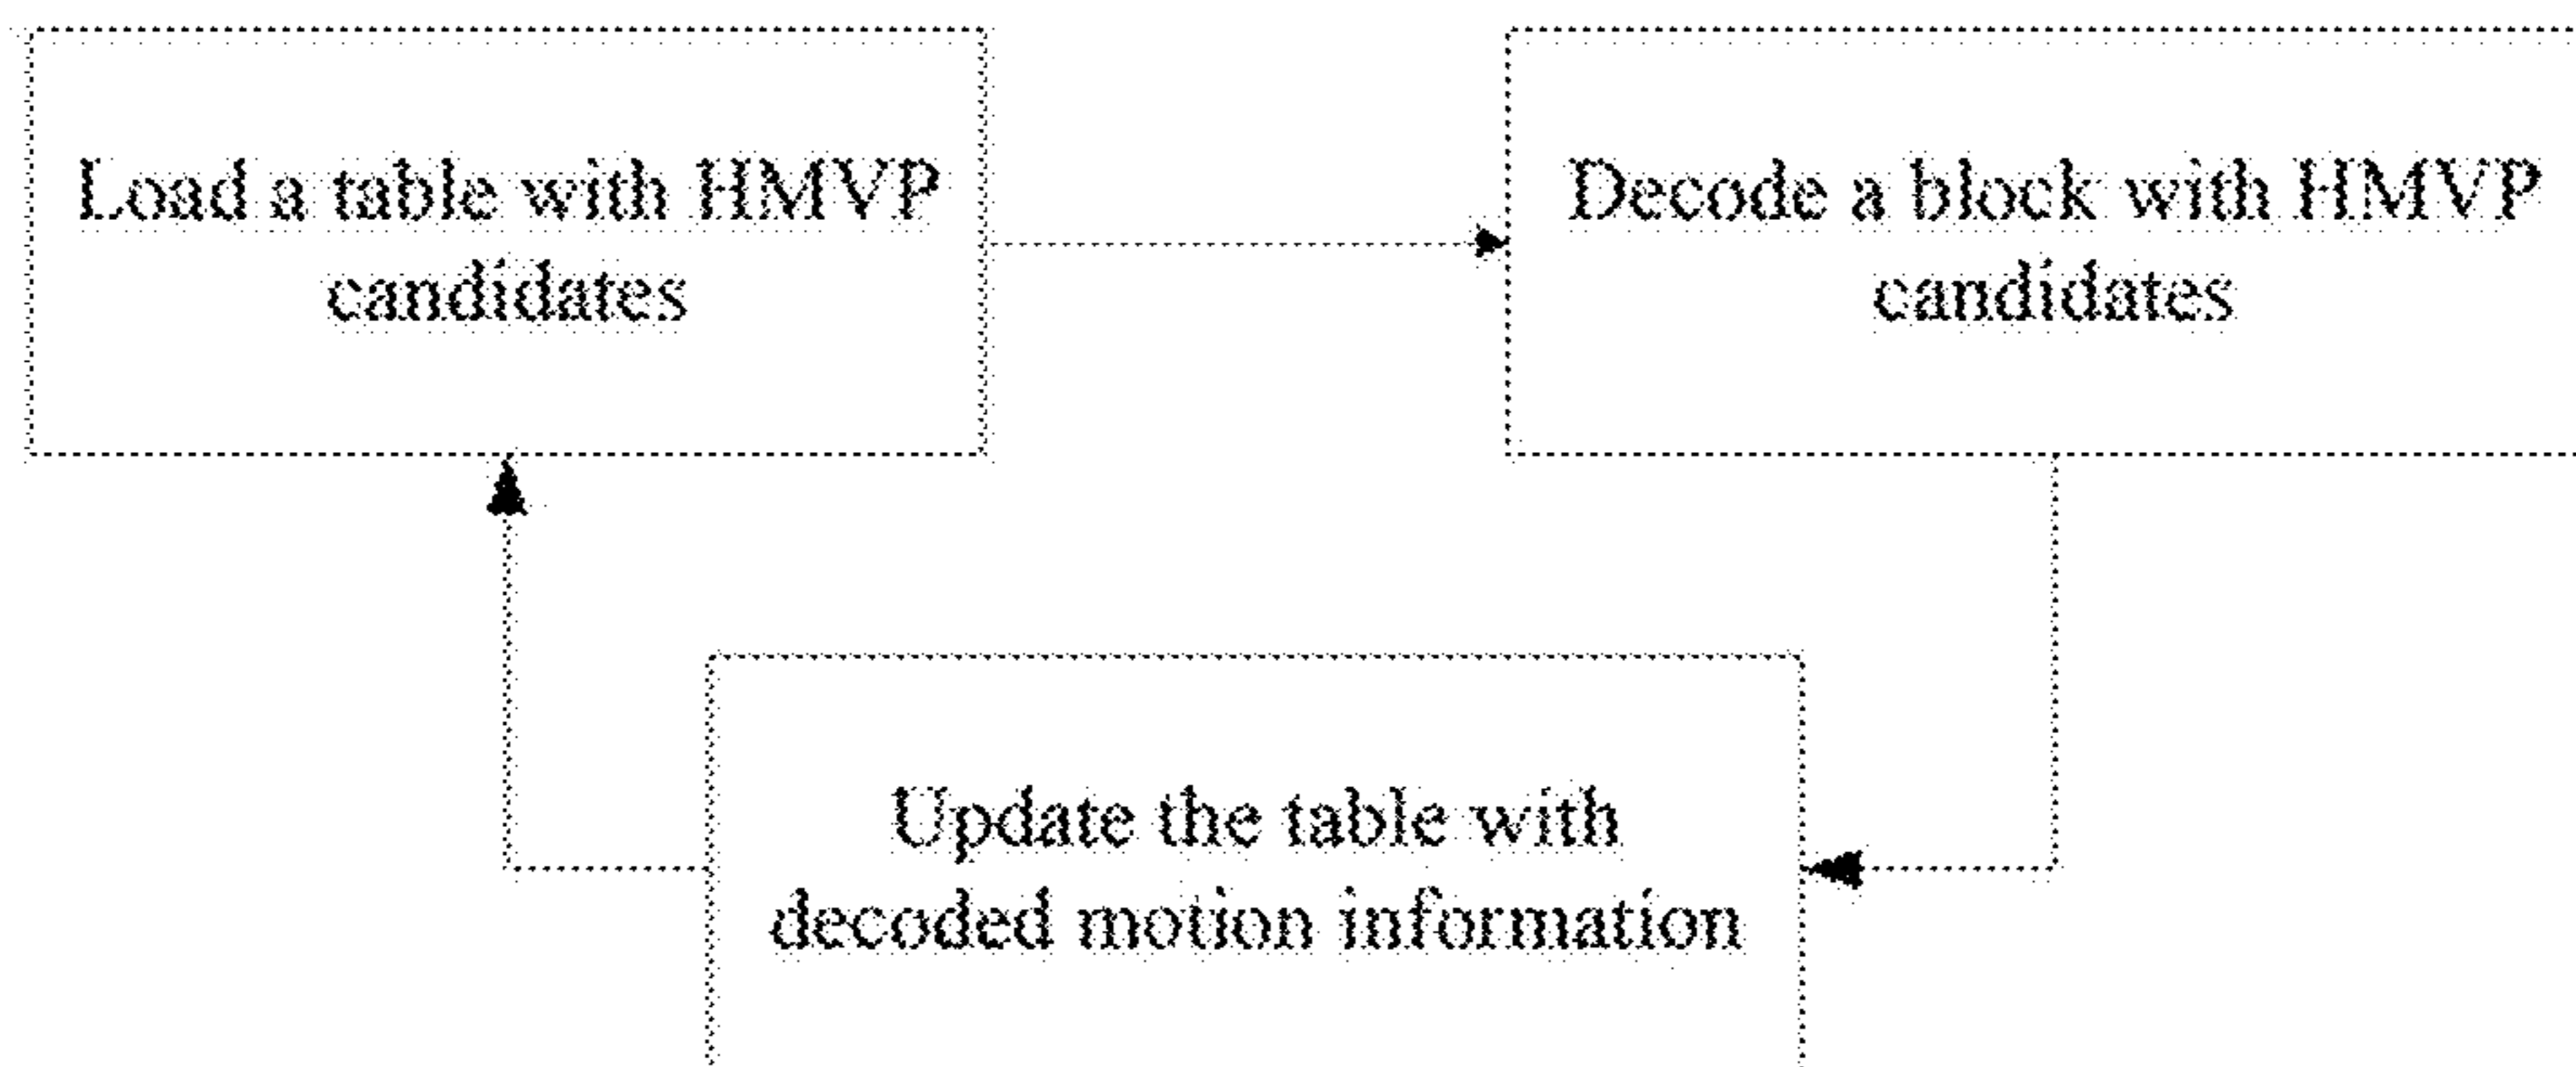 Load a table with HMVP
candidates
Decode a block with HMVP
candidates
Update the table with
decoded motion information